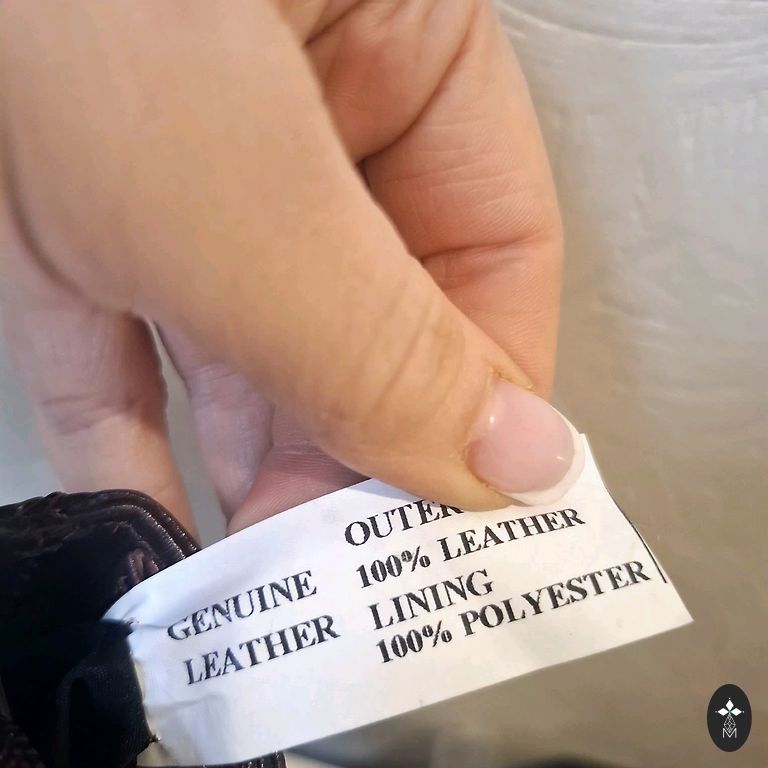 GENUINE
LEATHER
OUTER
100% LEATHER
LINING
100% POLYESTER
M